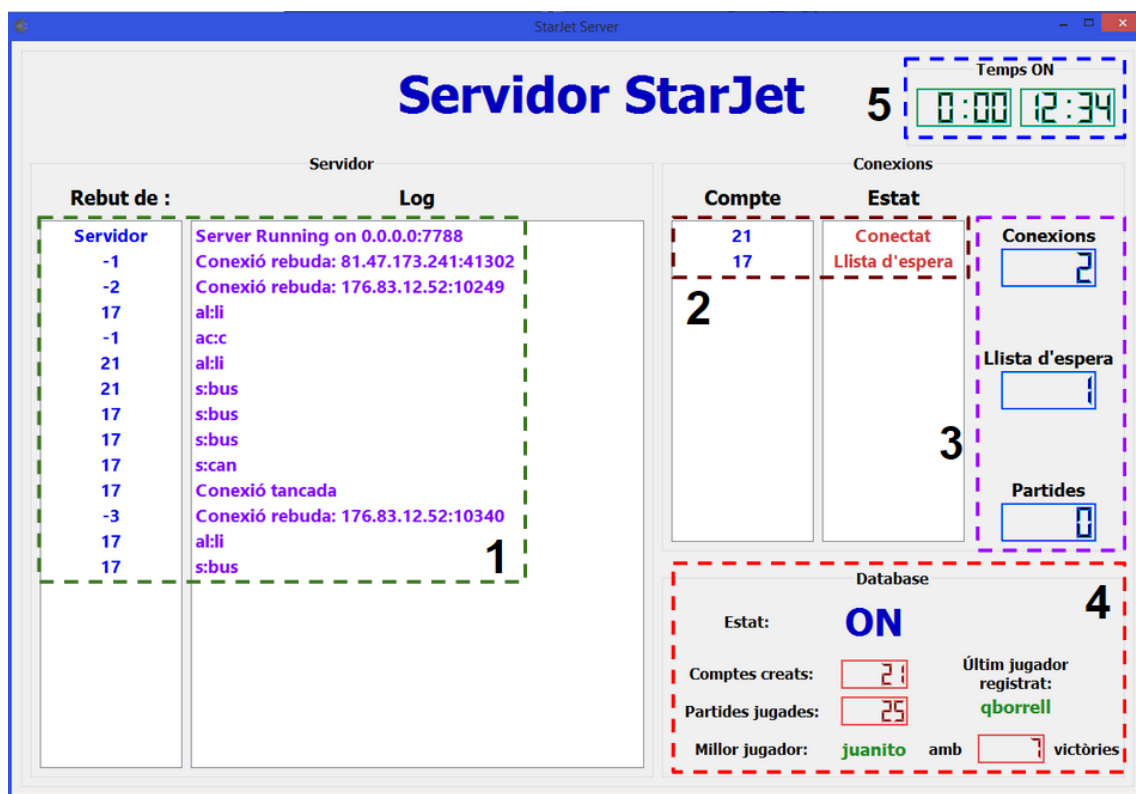 StarJet Server
Servidor StarJet
5
Temps ON
0:00 12:34
Servidor
Rebut de : Log
Servidor Server Running on 0.0.0.0:7788
-1 Conexió rebuda: 81.47.173.241:41302
-2 Conexió rebuda: 176.83.12.52:10249
17 al:li
-1 ac:c
21 al:li
21 s:bus
17 s:bus
17 s:bus
17 s:can
17 Conexió tancada
-3 Conexió rebuda: 176.83.12.52:10340
17 al:li
17 s:bus
1
Conexions
Compte Estat
21 Conectat
17 Llista d'espera
2
Conexions
2
Llista d'espera
1
3
Partides
0
Database
4
Estat: ON
Comptes creats: 21
Partides jugades: 25
Últim jugador
registrat:
qborrell
Millor jugador: juanito amb 7 victòries